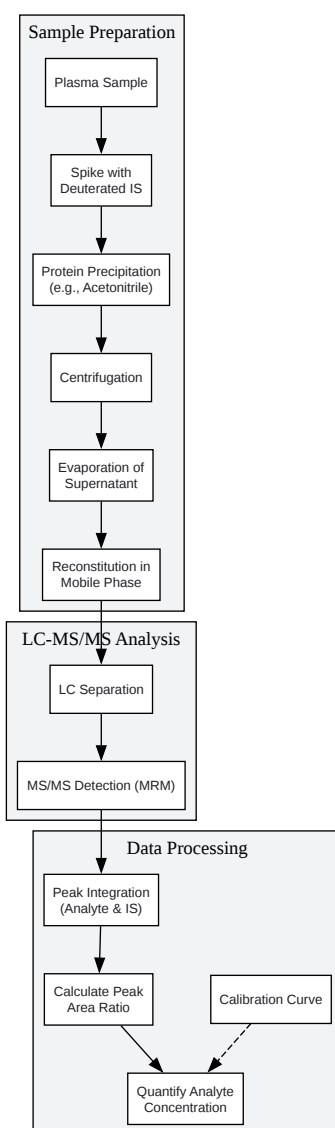 Sample Preparation
Plasma Sample
Spike with
Deuterated IS
Protein Precipitation
(e.g., Acetonitrile)
Centrifugation
Evaporation of
Supernatant
Reconstitution in
Mobile Phase
LC-MS/MS Analysis
LC Separation
MS/MS Detection (MRM)
Data Processing
Peak Integration
(Analyte & IS)
Calculate Peak
Area Ratio
Calibration Curve
Quantify Analyte
Concentration